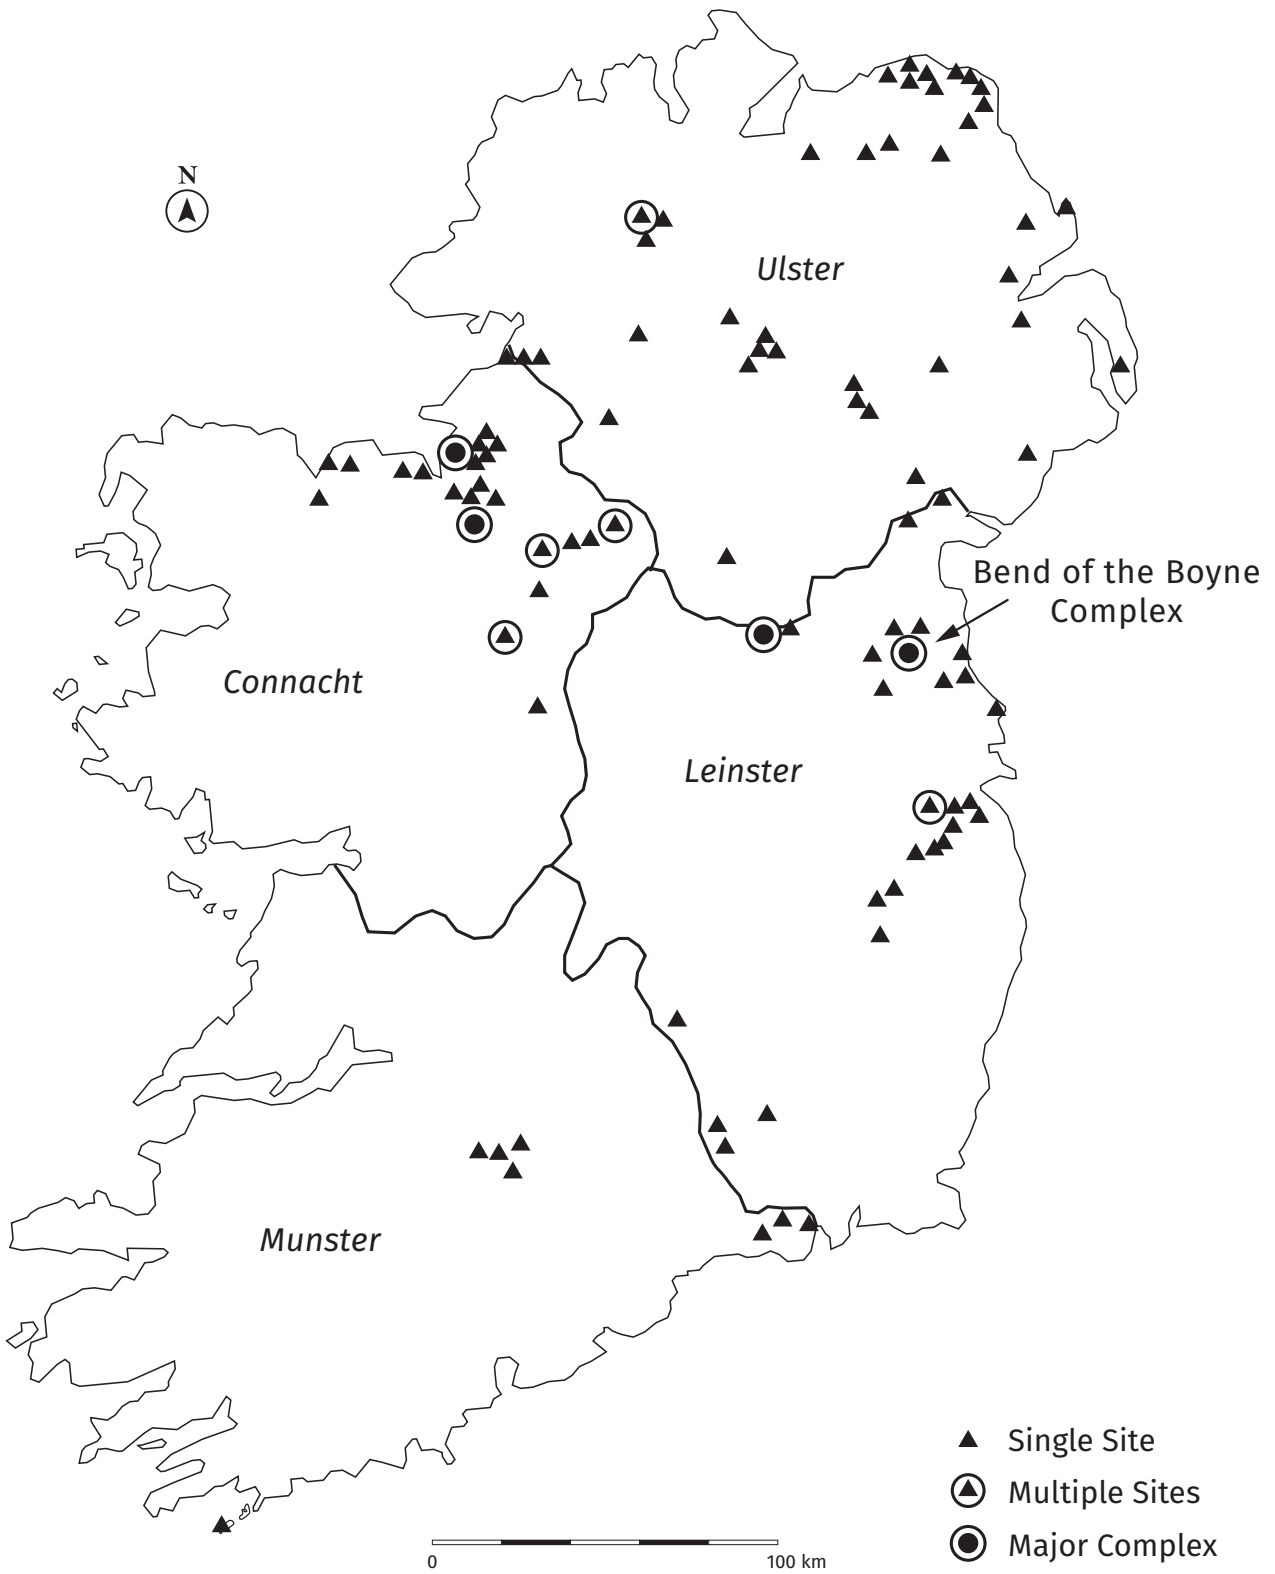 N
Ulster
Bend of the Boyne
Complex
Connacht
Leinster
Munster
Single Site
Multiple Sites
Major Complex
0
100 km